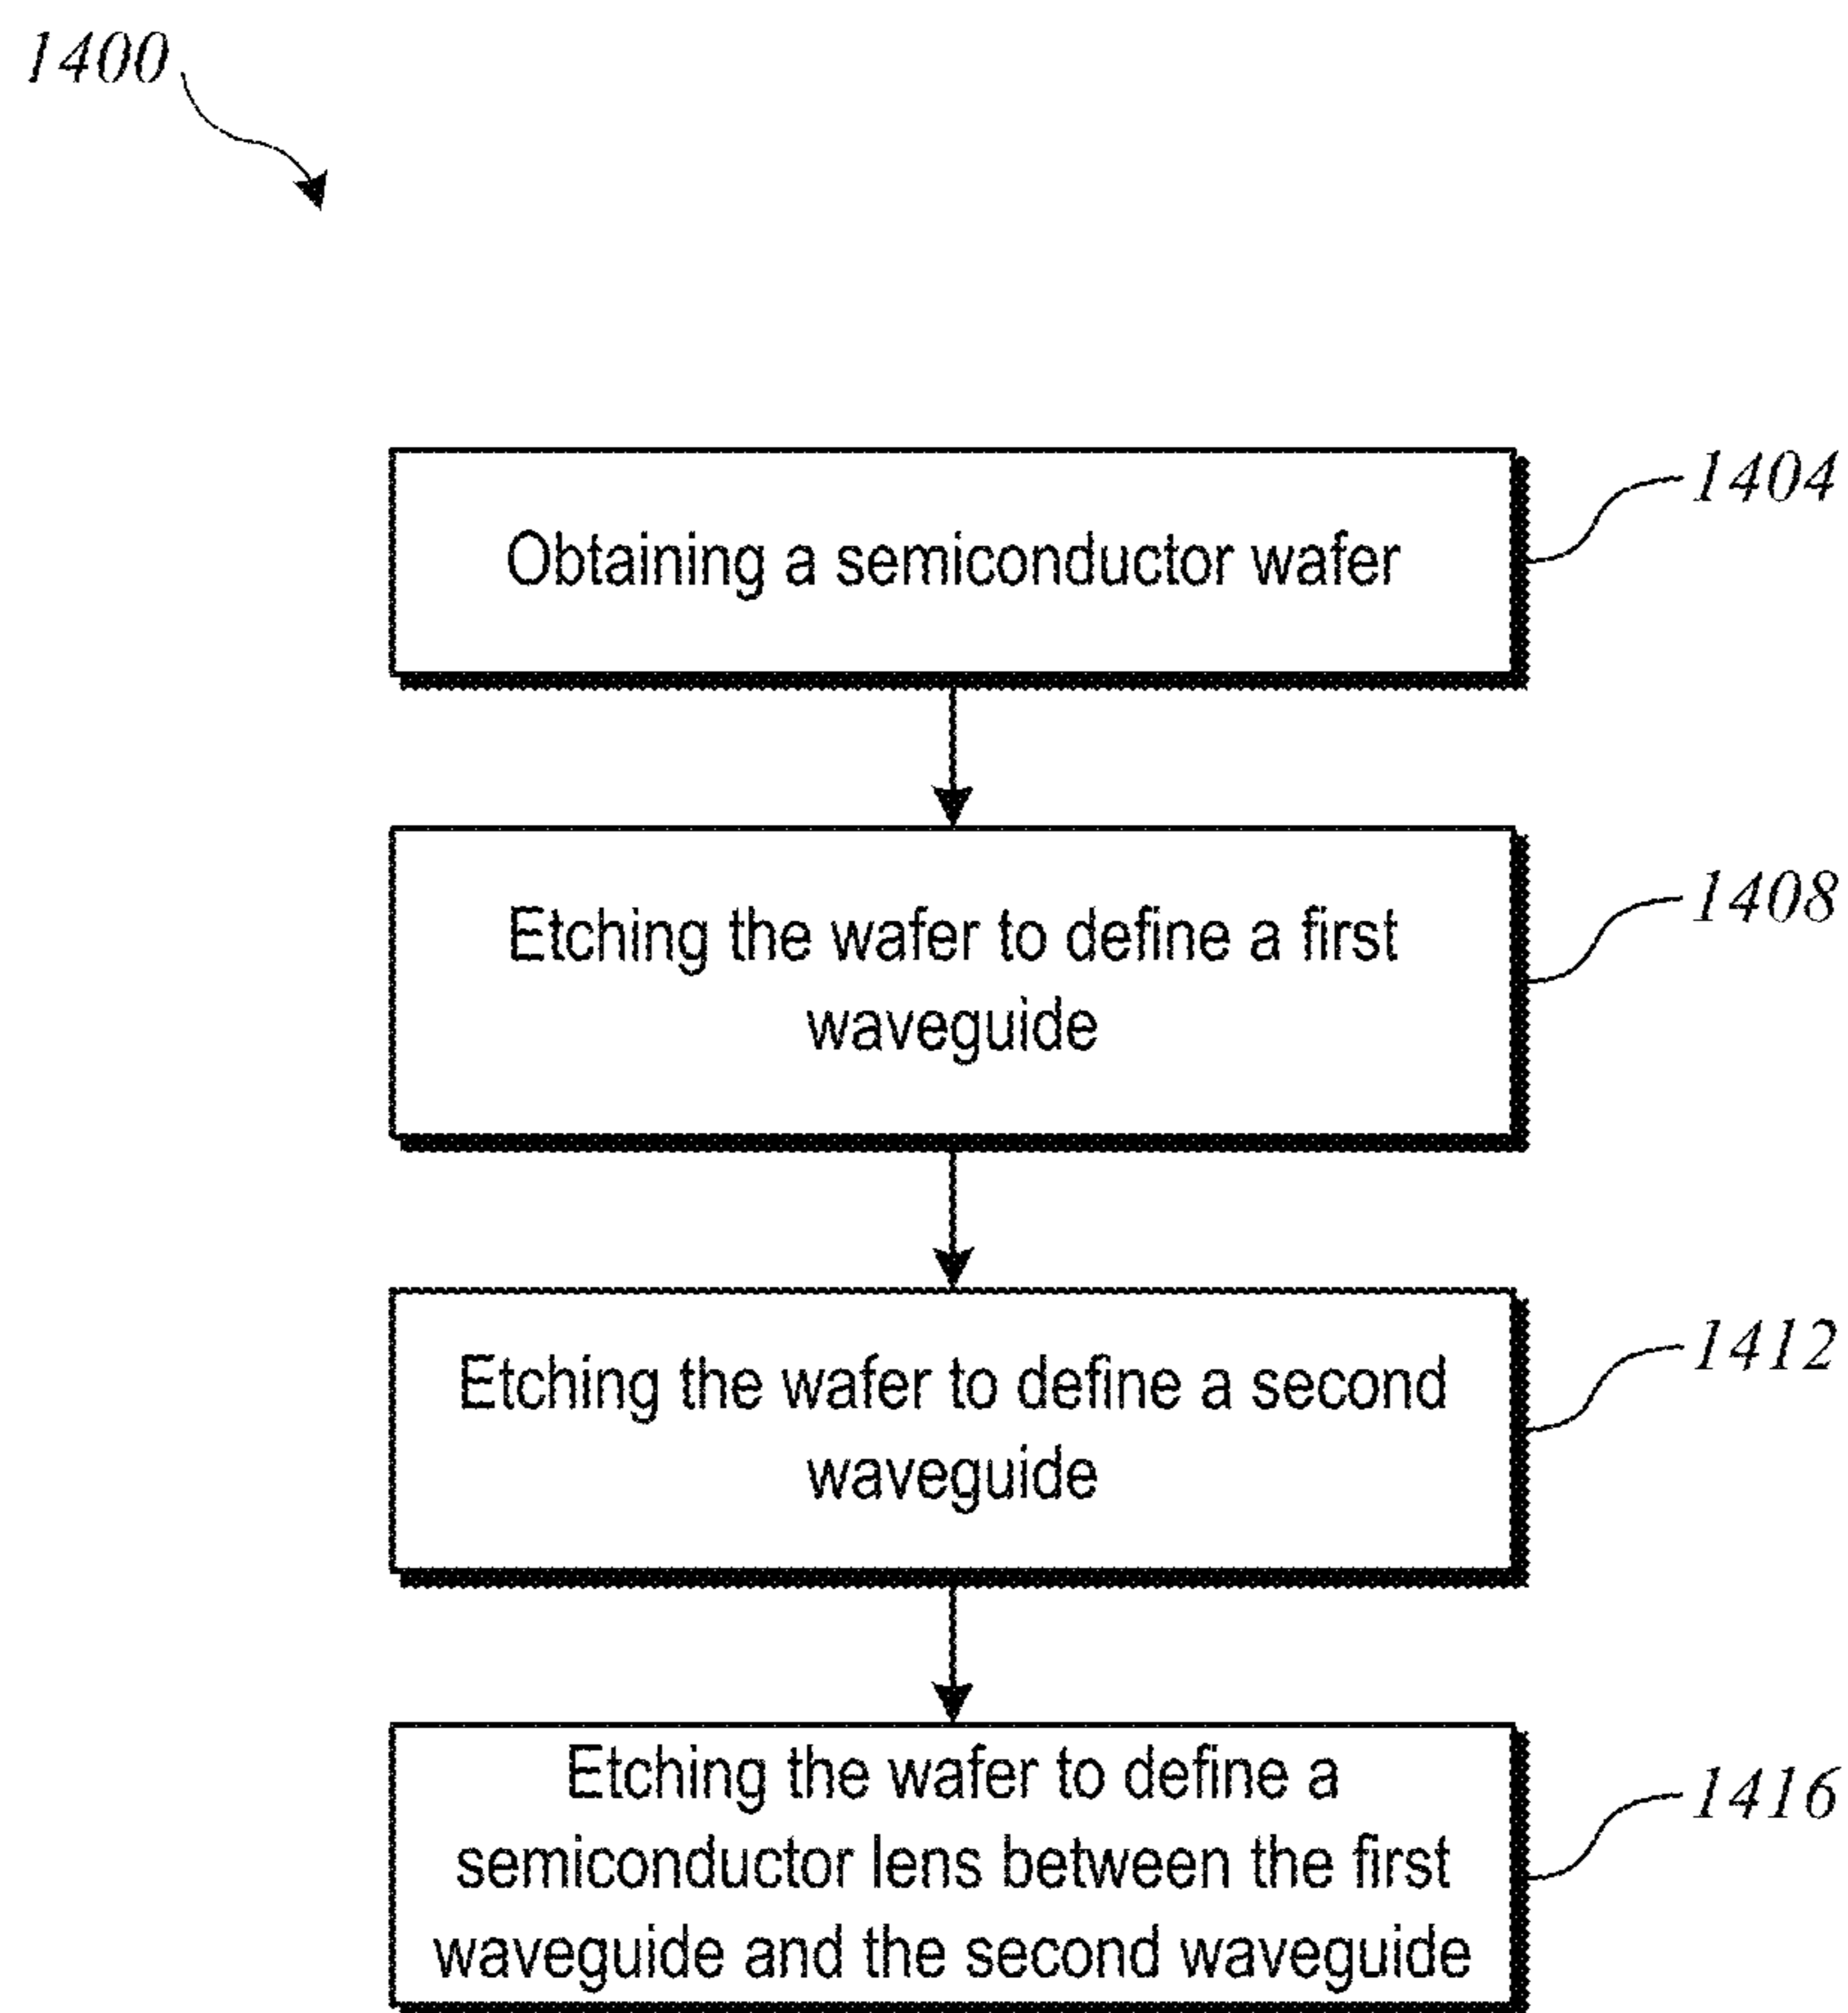 1400
Obtaining a semiconductor wafer
1404
Etching the wafer to define a first
waveguide
1408
Etching the wafer to define a second
waveguide
1412
Etching the wafer to define a
semiconductor lens between the first
waveguide and the second waveguide
1416